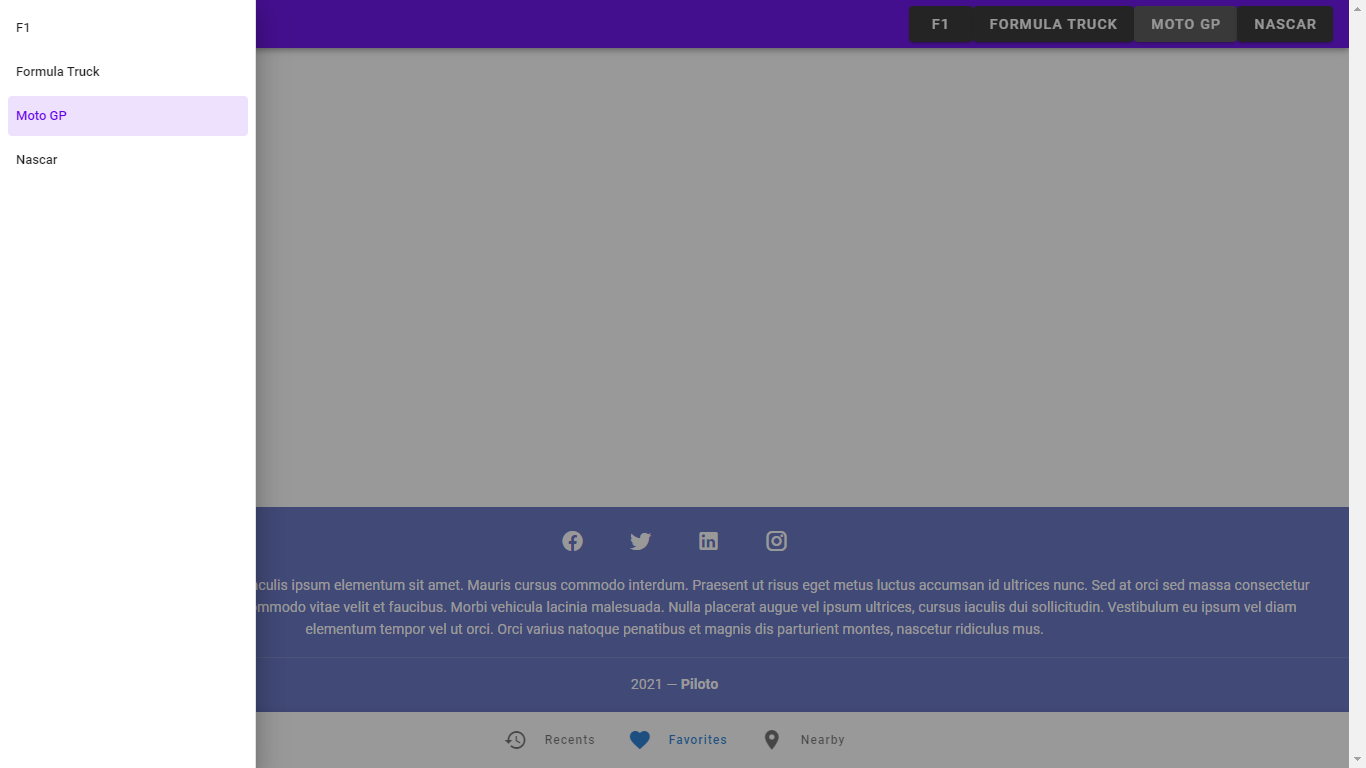 F1
Formula Truck
Moto GP
Nascar
F1 FORMULA TRUCK MOTO GP NASCAR
ipsum elementum sit amet. Mauris cursus commodo interdum. Praesent ut risus eget metus luctus accumsan id ultrices nunc. Sed at orci sed massa consectetur
vitae velit et faucibus. Morbi vehicula lacinia malesuada. Nulla placerat augue vel ipsum ultrices, cursus iaculis dui sollicitudin. Vestibulum eu ipsum vel diam
elementum tempor vel ut orci. Orci varius natoque penatibus et magnis dis parturient montes, nascetur ridiculus mus.
2021 — Piloto
Recents Favorites Nearby